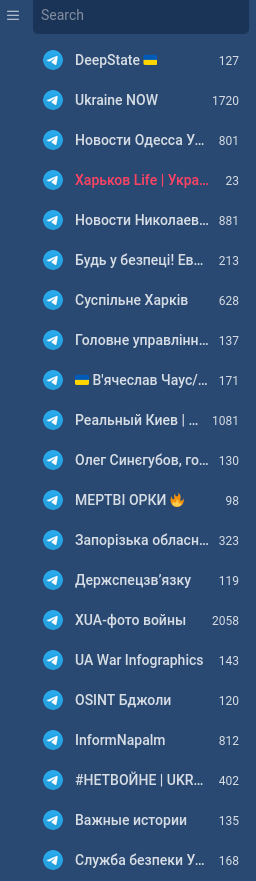 Search
DeepState 🇺🇦 127
Ukraine NOW 1720
Новости Одесса У... 801
Харьков Life | Укра... 23
Новости Николаев... 881
Будь у безпеці! Ев... 213
Суспільне Харків 628
Головне управлінн... 137
🇺🇦 В'ячеслав Чаус/... 171
Реальный Киев | ... 1081
Олег Синєгубов, го... 130
МЕРТВІ ОРКИ 🔥 98
Запорізька обласн... 323
Держспецзв’язку 119
ХUA-фото войны 2058
UA War Infographics 143
OSINT Бджоли 120
InformNapalm 812
#НЕТВОЙНЕ | UKR... 402
Важные истории 135
Служба безпеки У... 168